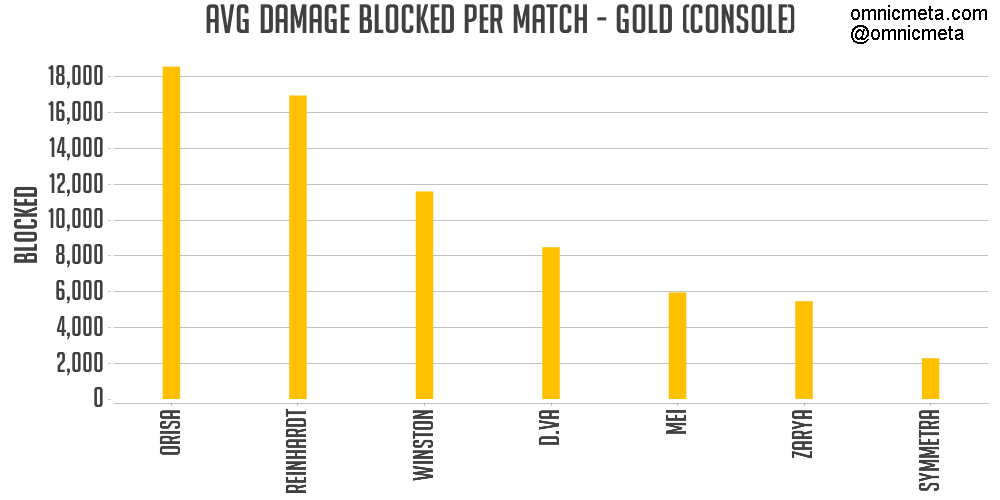 AVG DAMAGE BLOCKED PER MATCH - GOLD (CONSOLE)
omnicmeta.com
@omnicmeta
BLOCKED
18,000
16,000
14,000
12,000
10,000
8,000
6,000
4,000
2,000
0
ORISA
REINHARDT
WINSTON
D.VA
MEI
ZARYA
SYMMETRA